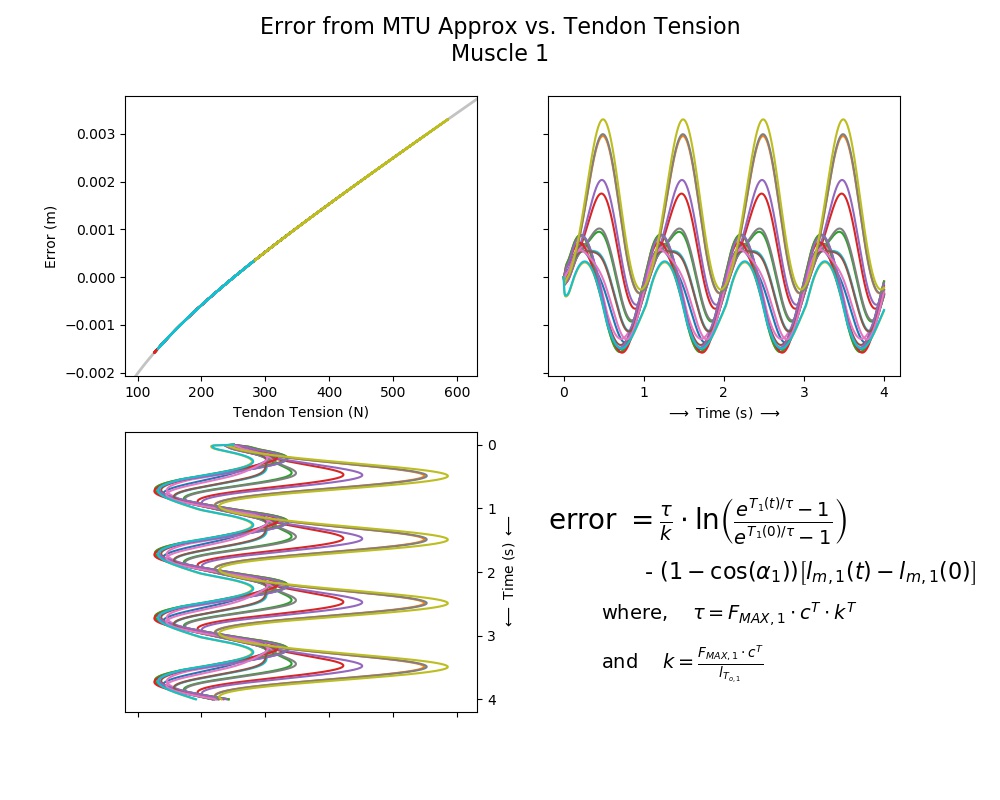 Error from MTU Approx vs. Tendon Tension
Muscle 1
0.003
0.002
0.001
0.000
−0.001
−0.002
Error (m)
100 200 300 400 500 600
Tendon Tension (N)
0 1 2 3 4
⟶ Time (s) ⟶
0
1
2
3
4
⟵ Time (s) ⟵
error = τ/k · ln((e^{T₁(t)/τ} − 1)/(e^{T₁(0)/τ} − 1))
- (1 − cos(α₁))[l_{m,1}(t) − l_{m,1}(0)]
where, τ = F_{MAX,1} · c^T · k^T
and k = (F_{MAX,1} · c^T)/l_{T_{o,1}}